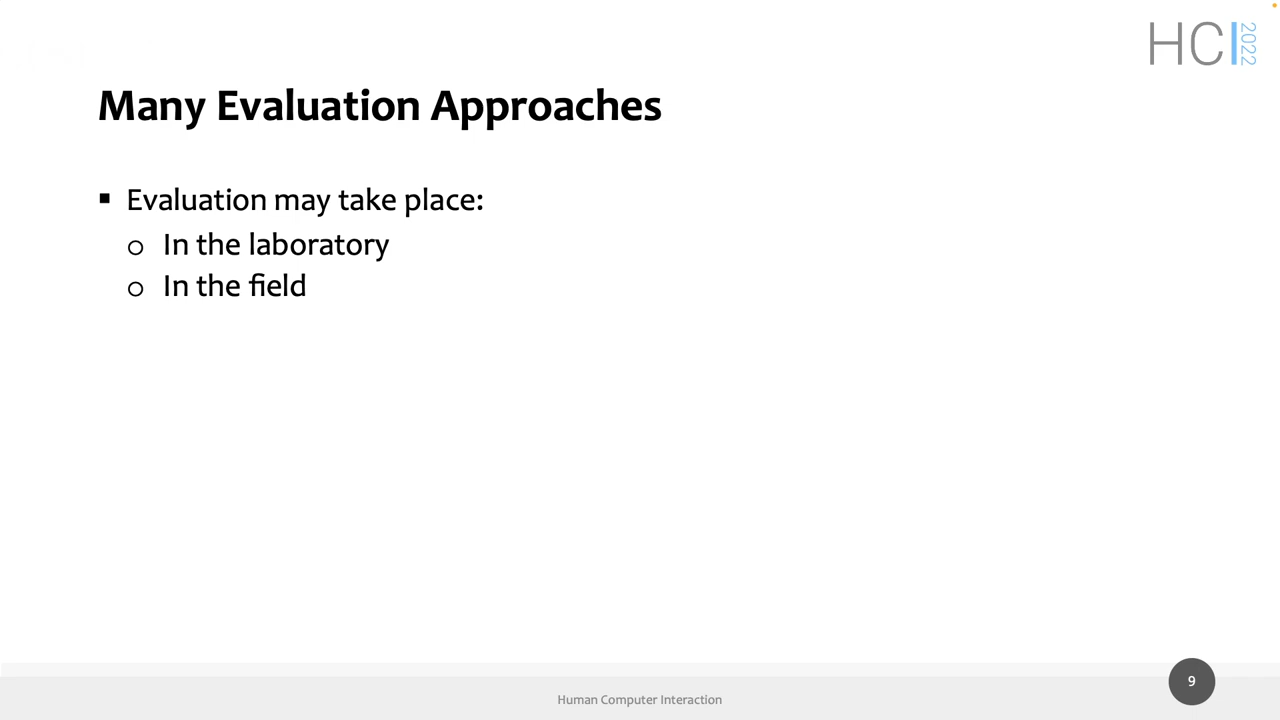 HCI 2022
Many Evaluation Approaches
▪ Evaluation may take place:
o In the laboratory
o In the field
Human Computer Interaction
9